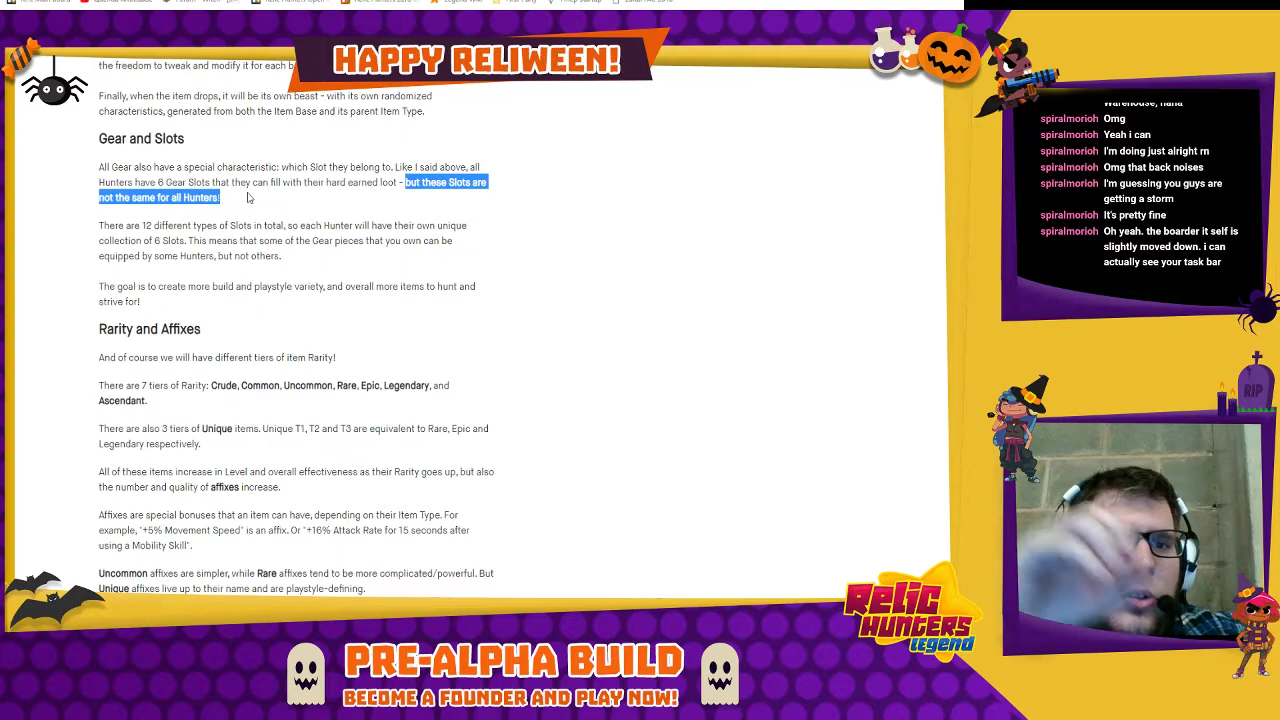 HAPPY RELIWEEN!
the freedom to tweak and modify it for each b
Finally, when the item drops, it will be its own beast - with its own randomized
characteristics, generated from both the Item Base and its parent Item Type.
Gear and Slots
All Gear also have a special characteristic: which Slot they belong to. Like I said above, all
Hunters have 6 Gear Slots that they can fill with their hard earned loot - but these Slots are
not the same for all Hunters!
There are 12 different types of Slots in total, so each Hunter will have their own unique
collection of 6 Slots. This means that some of the Gear pieces that you own can be
equipped by some Hunters, but not others.
The goal is to create more build and playstyle variety, and overall more items to hunt and
strive for!
Rarity and Affixes
And of course we will have different tiers of item Rarity!
There are 7 tiers of Rarity: Crude, Common, Uncommon, Rare, Epic, Legendary, and
Ascendant.
There are also 3 tiers of Unique items. Unique T1, T2 and T3 are equivalent to Rare, Epic and
Legendary respectively.
All of these items increase in Level and overall effectiveness as their Rarity goes up, but also
the number and quality of affixes increase.
Affixes are special bonuses that an item can have, depending on their Item Type. For
example, "+5% Movement Speed" is an affix. Or "+16% Attack Rate for 15 seconds after
using a Mobility Skill".
Uncommon affixes are simpler, while Rare affixes tend to be more complicated/powerful. But
Unique affixes live up to their name and are playstyle-defining.
Warehouse, haha
spiralmorioh Omg
spiralmorioh Yeah i can
spiralmorioh I'm doing just alright rn
spiralmorioh Omg that back noises
spiralmorioh I'm guessing you guys are
getting a storm
spiralmorioh It's pretty fine
spiralmorioh Oh yeah. the boarder it self is
slightly moved down. i can
actually see your task bar
RIP
RELIC
HUNTERS
LEGEND
PRE-ALPHA BUILD
BECOME A FOUNDER AND PLAY NOW!